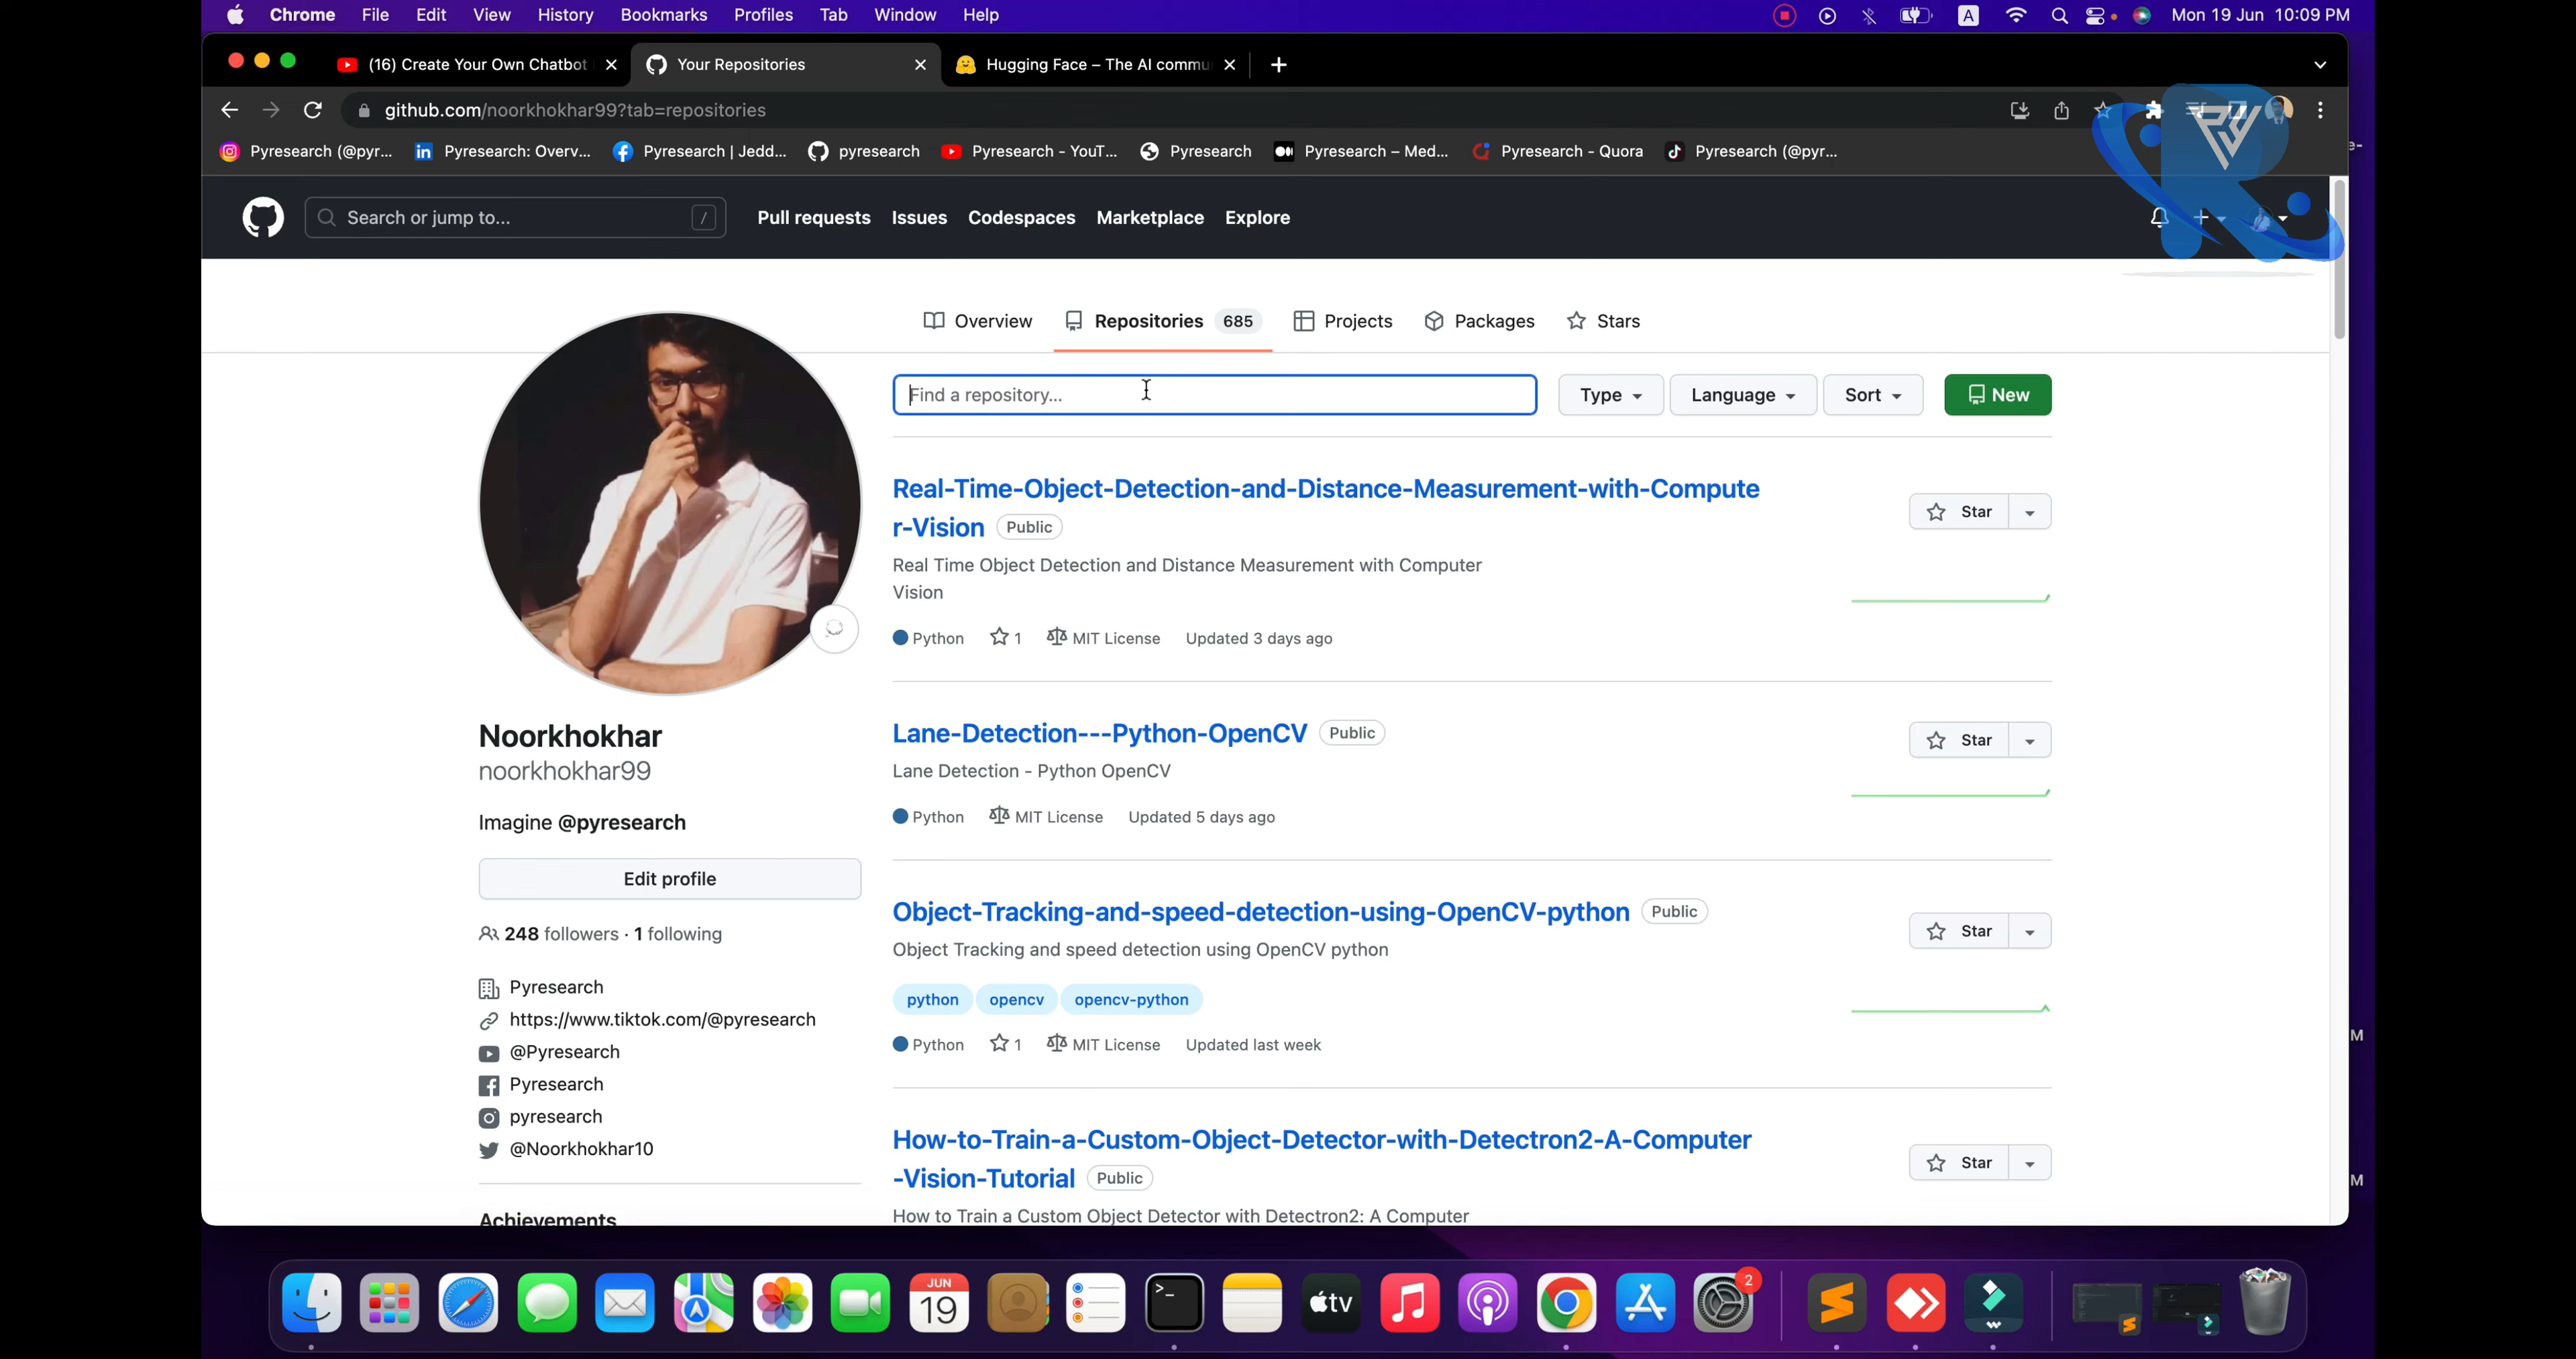 Chrome File Edit View History Bookmarks Profiles Tab Window Help A Mon 19 Jun 10:09 PM
(16) Create Your Own Chatbot Your Repositories Hugging Face – The AI commu
github.com/noorkhokhar99?tab=repositories
Pyresearch (@pyr... Pyresearch: Overv... Pyresearch | Jedd... pyresearch Pyresearch - YouT... Pyresearch Pyresearch – Med... Pyresearch - Quora Pyresearch (@pyr...
Search or jump to... / Pull requests Issues Codespaces Marketplace Explore
Overview Repositories 685 Projects Packages Stars
Find a repository... Type Language Sort New
Real-Time-Object-Detection-and-Distance-Measurement-with-Compute
r-Vision Public
Star
Real Time Object Detection and Distance Measurement with Computer
Vision
Python 1 MIT License Updated 3 days ago
Lane-Detection---Python-OpenCV Public
Star
Lane Detection - Python OpenCV
Python MIT License Updated 5 days ago
Object-Tracking-and-speed-detection-using-OpenCV-python Public
Star
Object Tracking and speed detection using OpenCV python
python opencv opencv-python
Python 1 MIT License Updated last week
How-to-Train-a-Custom-Object-Detector-with-Detectron2-A-Computer
-Vision-Tutorial Public
Star
How to Train a Custom Object Detector with Detectron2: A Computer
Noorkhokhar
noorkhokhar99
Imagine @pyresearch
Edit profile
248 followers · 1 following
Pyresearch
https://www.tiktok.com/@pyresearch
@Pyresearch
Pyresearch
pyresearch
@Noorkhokhar10
Achievements
e-
M
M
JUN
19
tv
2